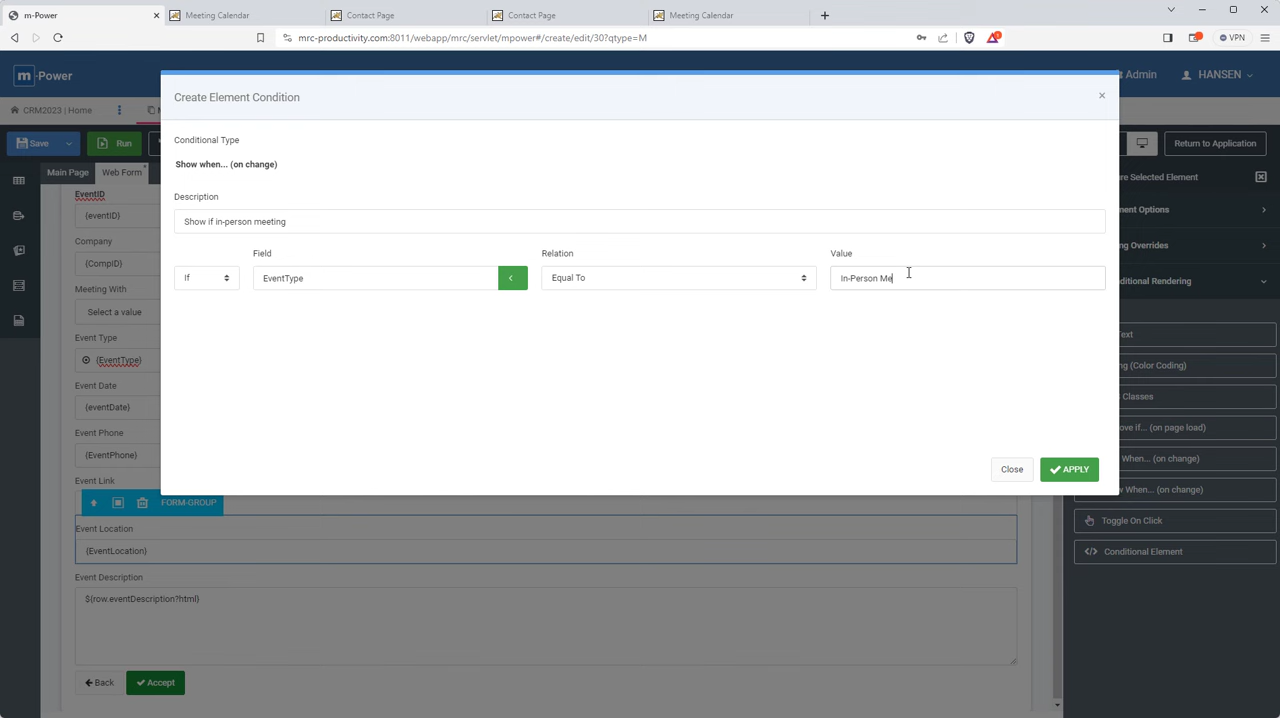 m-Power
Meeting Calendar
Contact Page
Contact Page
Meeting Calendar
mrc-productivity.com:8011/webapp/mrc/servlet/mpower#/create/edit/30?qtype=M
VPN
m-Power
Admin
HANSEN
CRM2023 | Home
Save
Run
Return to Application
Main Page
Web Form
Create Element Condition
Conditional Type
Show when... (on change)
Description
Show if in-person meeting
Field
Relation
Value
If
EventType
<
Equal To
In-Person Me
Close
APPLY
EventID
{eventID}
Company
{CompID}
Meeting With
Select a value
Event Type
{EventType}
Event Date
{eventDate}
Event Phone
{EventPhone}
Event Link
FORM-GROUP
Event Location
{EventLocation}
Event Description
${row.eventDescription?html}
Back
Accept
re Selected Element
ment Options
ng Overrides
ditional Rendering
Text
ng (Color Coding)
Classes
ove if... (on page load)
When... (on change)
w When... (on change)
Toggle On Click
</> Conditional Element